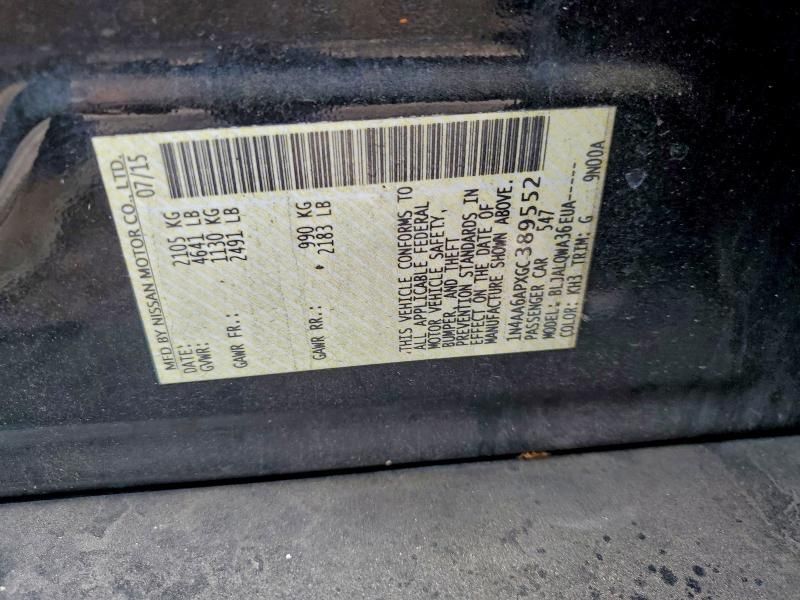 MFD BY NISSAN MOTOR CO., LTD.
DATE: 07/15
GVWR: 2105 KG
4641 LB
GAWR FR.: 1130 KG
2491 LB
GAWR RR.: 990 KG
2183 LB
THIS VEHICLE CONFORMS TO
ALL APPLICABLE FEDERAL
MOTOR VEHICLE SAFETY,
BUMPER, AND THEFT
PREVENTION STANDARDS IN
EFFECT ON THE DATE OF
MANUFACTURE SHOWN ABOVE.
1N4AA6APXGC389552
PASSENGER CAR 547
MODEL: BLJALQWA36EUA-----
COLOR: KH3 TRIM: G 9N00A